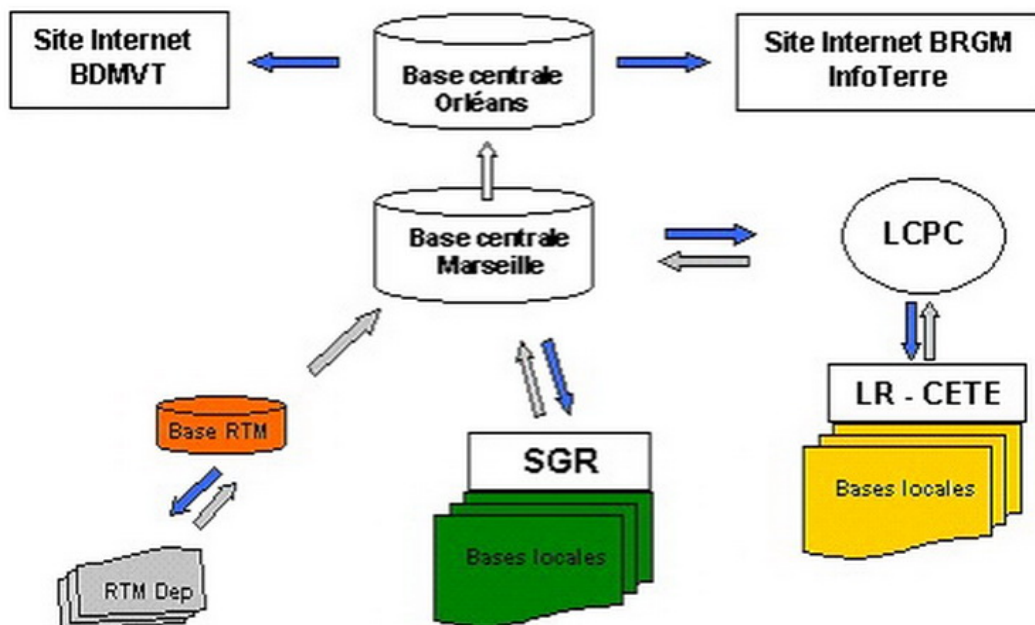 Site Internet
BDMVT
Base centrale
Orléans
Site Internet BRGM
InfoTerre
Base centrale
Marseille
LCPC
LR - CETE
Bases locales
Base RTM
SGR
Bases locales
RTM Dep